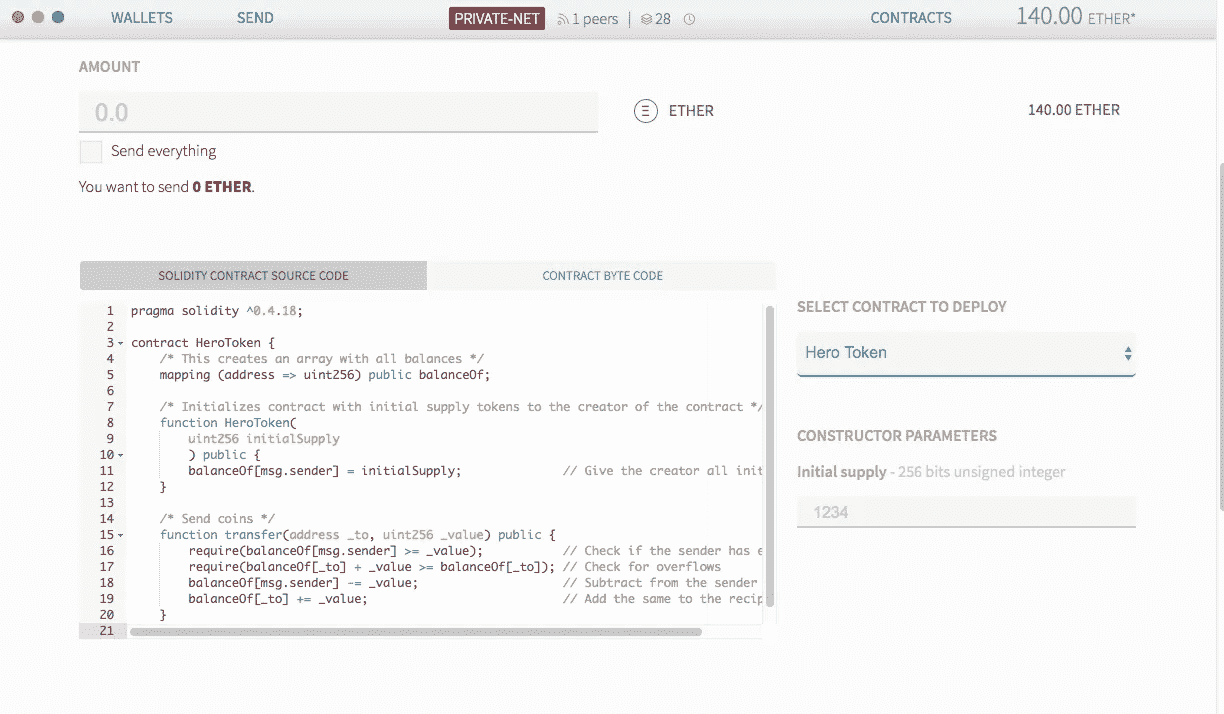 WALLETS SEND PRIVATE-NET 1 peers | 28 CONTRACTS 140.00 ETHER*
AMOUNT
0.0 ETHER 140.00 ETHER
Send everything
You want to send 0 ETHER.
SOLIDITY CONTRACT SOURCE CODE CONTRACT BYTE CODE
1 pragma solidity ^0.4.18;
2
3 contract HeroToken {
4 /* This creates an array with all balances */
5 mapping (address => uint256) public balanceOf;
6
7 /* Initializes contract with initial supply tokens to the creator of the contract */
8 function HeroToken(
9 uint256 initialSupply
10 ) public {
11 balanceOf[msg.sender] = initialSupply; // Give the creator all init
12 }
13
14 /* Send coins */
15 function transfer(address _to, uint256 _value) public {
16 require(balanceOf[msg.sender] >= _value); // Check if the sender has e
17 require(balanceOf[_to] + _value >= balanceOf[_to]); // Check for overflows
18 balanceOf[msg.sender] -= _value; // Subtract from the sender
19 balanceOf[_to] += _value; // Add the same to the recip
20 }
21
SELECT CONTRACT TO DEPLOY
Hero Token
CONSTRUCTOR PARAMETERS
Initial supply - 256 bits unsigned integer
1234